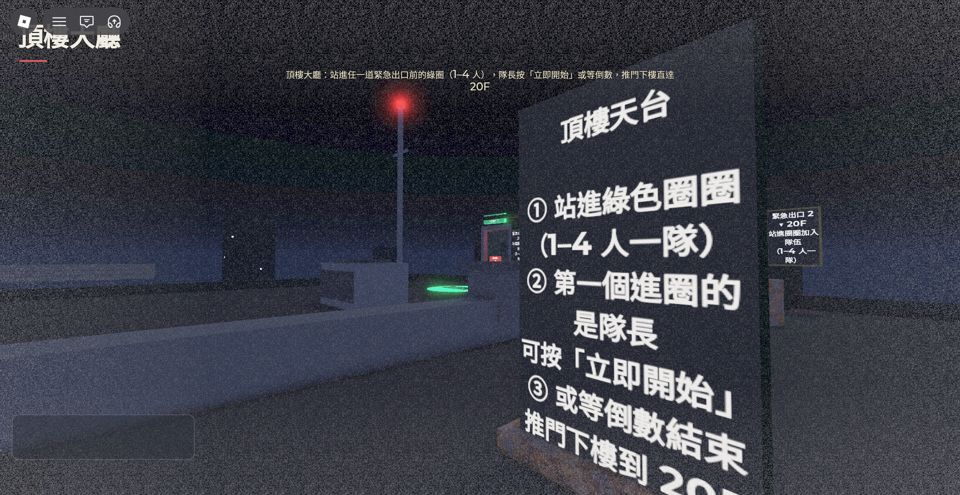 頂樓大廳
頂樓大廳：站進任一道緊急出口前的綠圈（1–4 人），隊長按「立即開始」或等倒數，推門下樓直達
20F
頂樓天台
① 站進綠色圈圈
（1–4 人一隊）
② 第一個進圈的
是隊長
可按「立即開始」
③ 或等倒數結束
推門下樓到 20F
緊急出口 2
▼ 20F
站進圈圈加入
隊伍
（1–4 人一
隊）